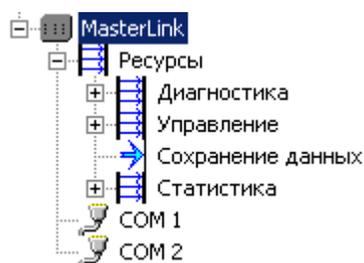 MasterLink
Ресурсы
Диагностика
Управление
Сохранение данных
Статистика
COM 1
COM 2